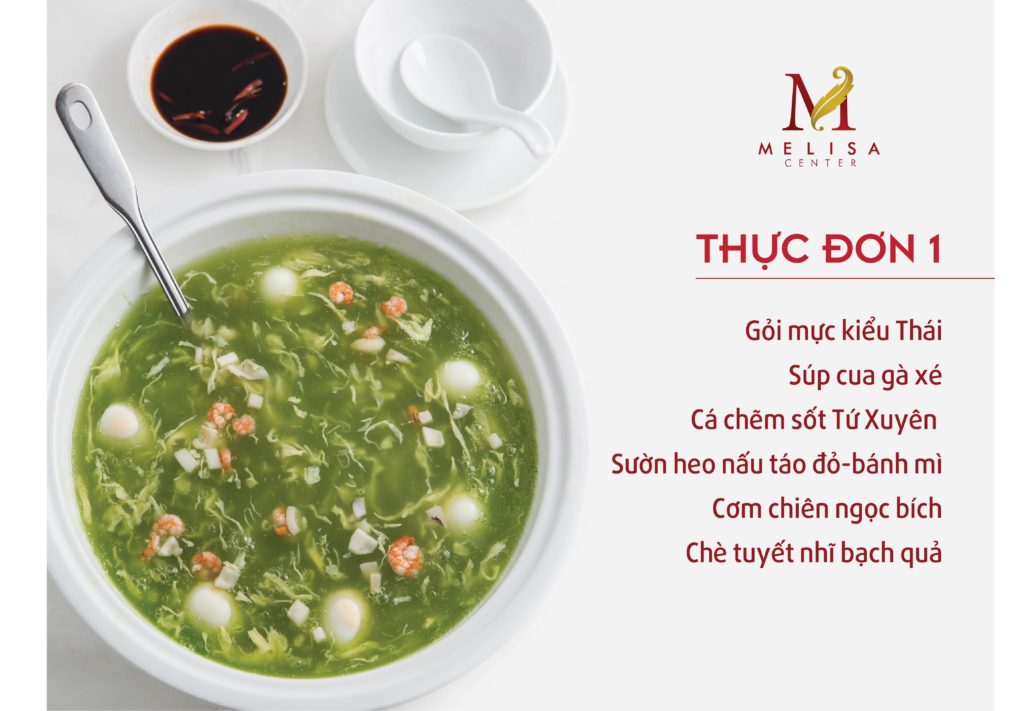 MELISA
CENTER
THỰC ĐƠN 1
Gỏi mực kiểu Thái
Súp cua gà xé
Cá chẽm sốt Tứ Xuyên
Sườn heo nấu táo đỏ-bánh mì
Cơm chiên ngọc bích
Chè tuyết nhĩ bạch quả